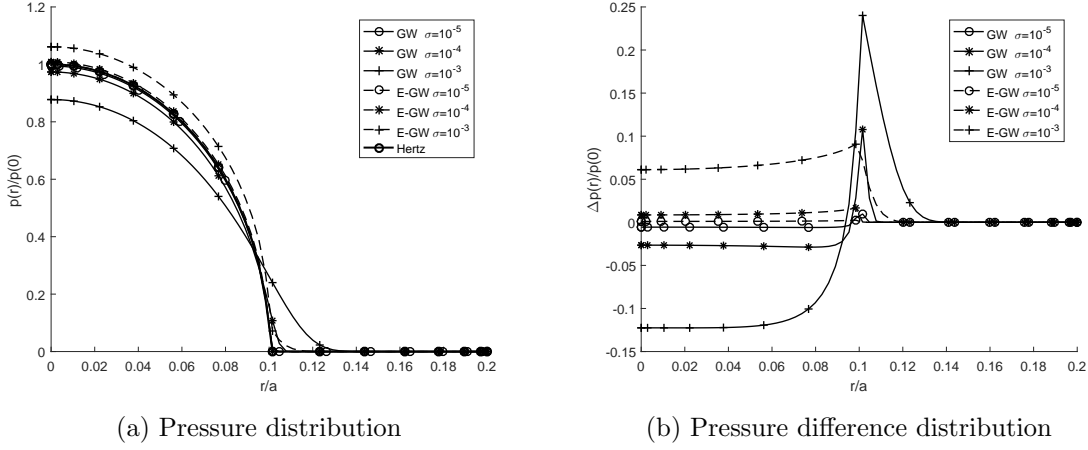 1.2
1
0.8
0.6
0.4
0.2
0
p(r)/p(0)
0 0.02 0.04 0.06 0.08 0.1 0.12 0.14 0.16 0.18 0.2
r/a
GW σ=10⁻⁵
GW σ=10⁻⁴
GW σ=10⁻³
E-GW σ=10⁻⁵
E-GW σ=10⁻⁴
E-GW σ=10⁻³
Hertz
(a) Pressure distribution
0.25
0.2
0.15
0.1
0.05
0
-0.05
-0.1
-0.15
Δp(r)/p(0)
0 0.02 0.04 0.06 0.08 0.1 0.12 0.14 0.16 0.18 0.2
r/a
GW σ=10⁻⁵
GW σ=10⁻⁴
GW σ=10⁻³
E-GW σ=10⁻⁵
E-GW σ=10⁻⁴
E-GW σ=10⁻³
(b) Pressure difference distribution